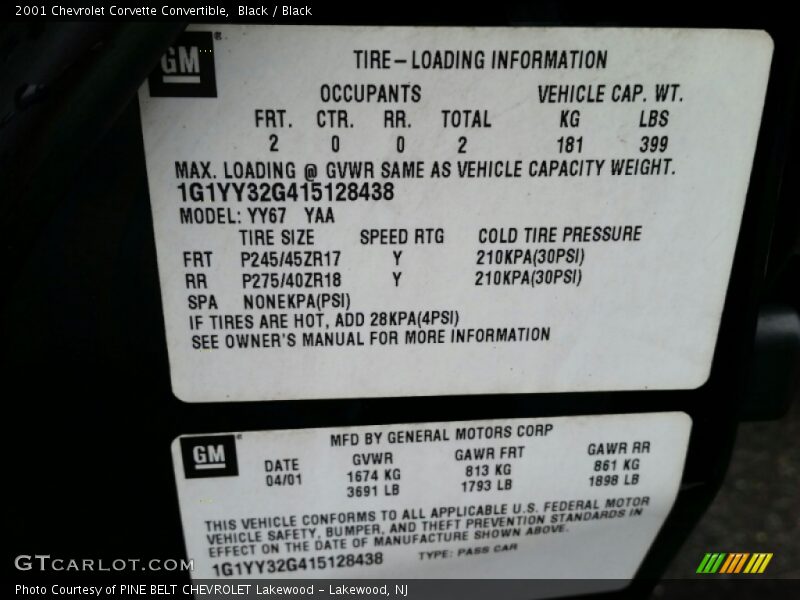 2001 Chevrolet Corvette Convertible, Black / Black
GM
TIRE-LOADING INFORMATION
OCCUPANTS VEHICLE CAP. WT.
FRT. CTR. RR. TOTAL KG LBS
2 0 0 2 181 399
MAX. LOADING @ GVWR SAME AS VEHICLE CAPACITY WEIGHT.
1G1YY32G415128438
MODEL: YY67 YAA
TIRE SIZE SPEED RTG COLD TIRE PRESSURE
FRT P245/45ZR17 Y 210KPA(30PSI)
RR P275/40ZR18 Y 210KPA(30PSI)
SPA NONEKPA(PSI)
IF TIRES ARE HOT, ADD 28KPA(4PSI)
SEE OWNER'S MANUAL FOR MORE INFORMATION
GM
MFD BY GENERAL MOTORS CORP
DATE GVWR GAWR FRT GAWR RR
04/01 1674 KG 813 KG 861 KG
3691 LB 1793 LB 1898 LB
THIS VEHICLE CONFORMS TO ALL APPLICABLE U.S. FEDERAL MOTOR
VEHICLE SAFETY, BUMPER, AND THEFT PREVENTION STANDARDS IN
EFFECT ON THE DATE OF MANUFACTURE SHOWN ABOVE.
1G1YY32G415128438 TYPE: PASS CAR
GTCARLOT.COM
Photo Courtesy of PINE BELT CHEVROLET Lakewood - Lakewood, NJ